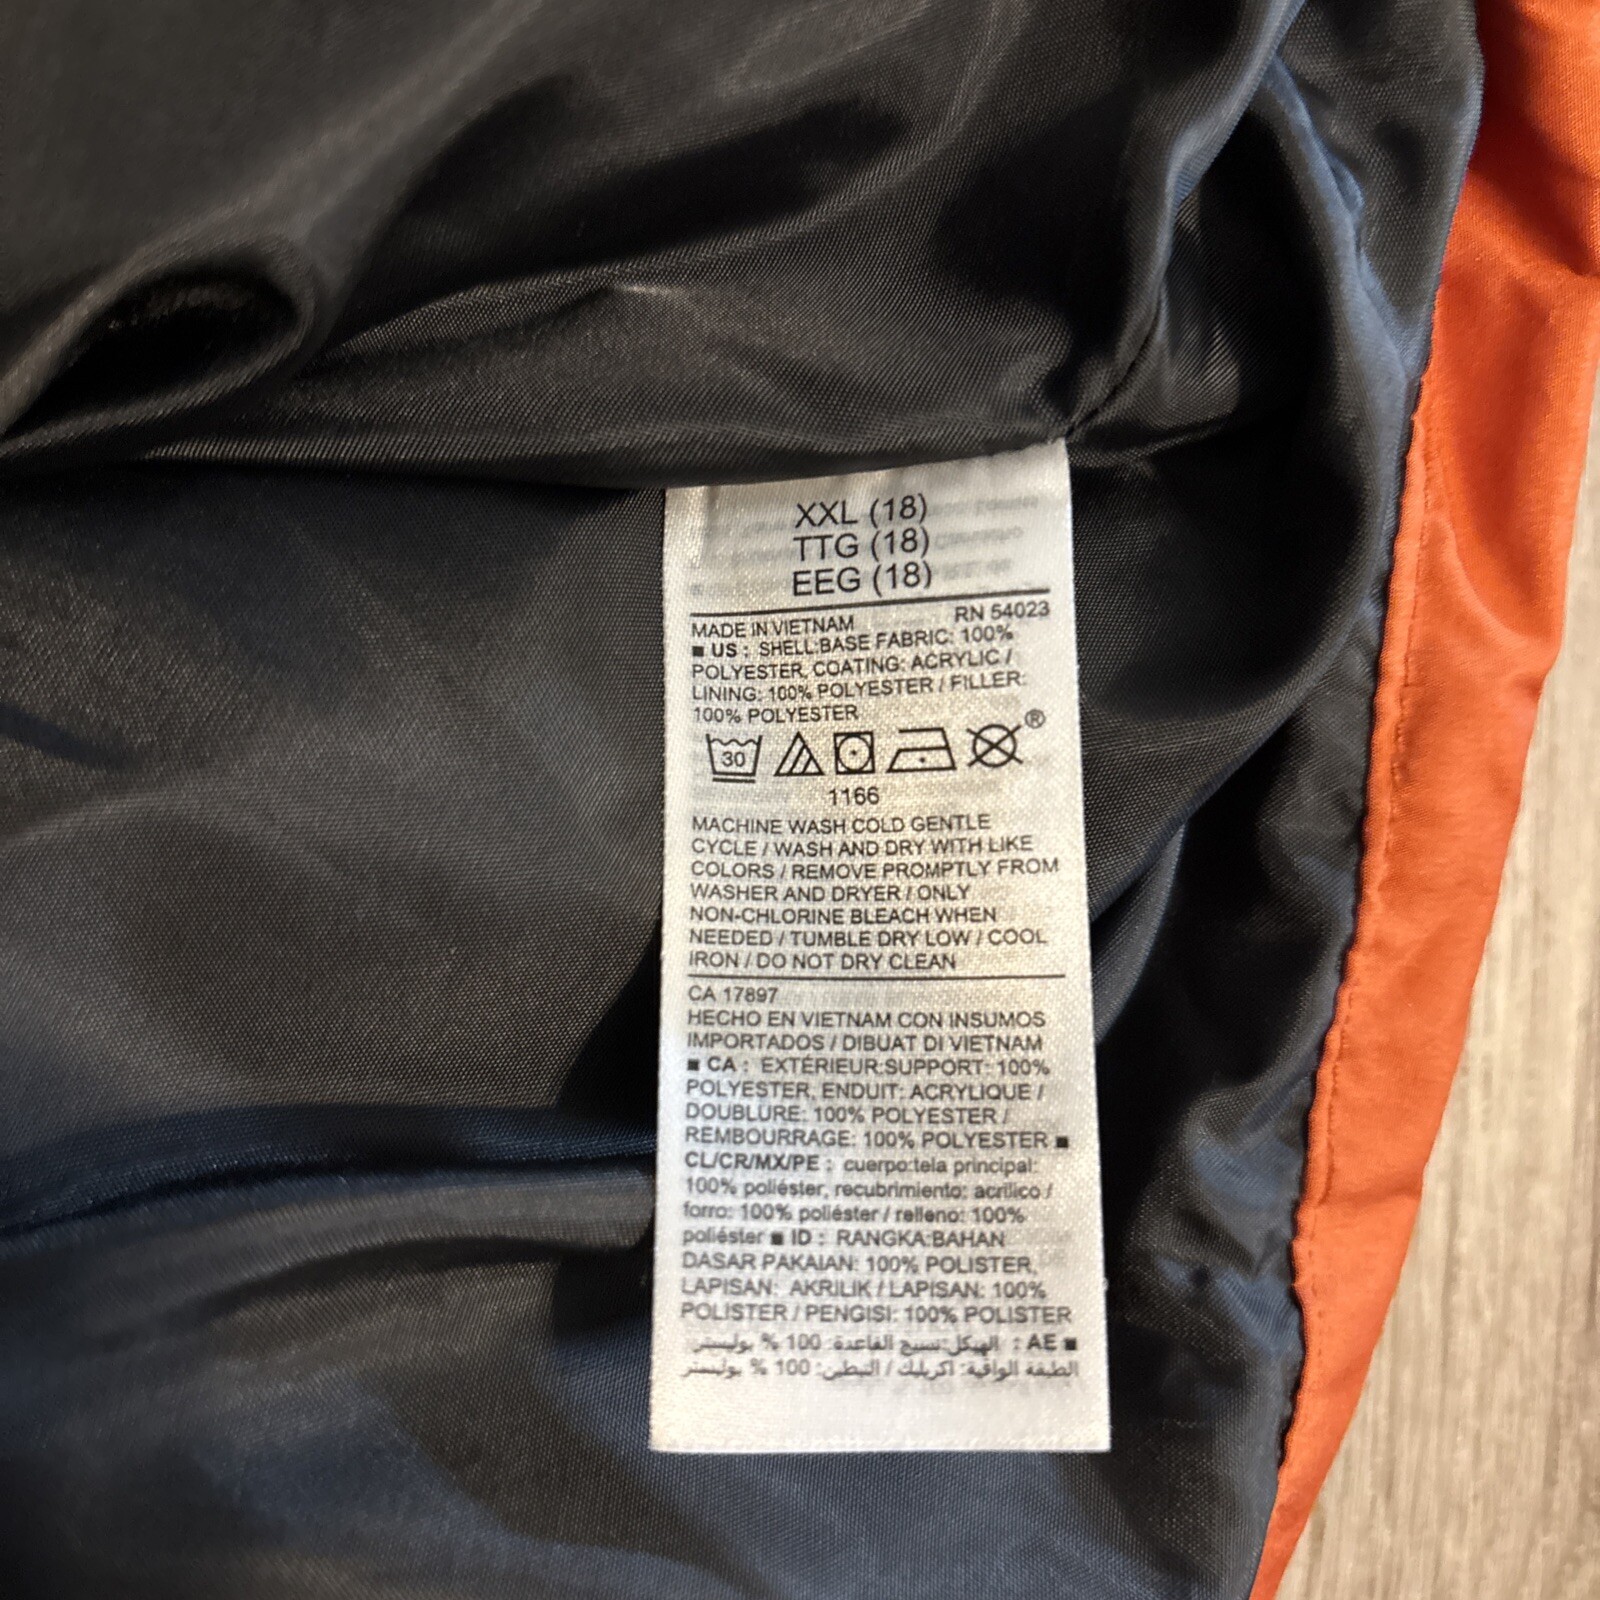 XXL (18)
TTG (18)
EEG (18)
MADE IN VIETNAM RN 54023
■ US : SHELL:BASE FABRIC: 100%
POLYESTER, COATING: ACRYLIC /
LINING: 100% POLYESTER / FILLER:
100% POLYESTER
30 ®
1166
MACHINE WASH COLD GENTLE
CYCLE / WASH AND DRY WITH LIKE
COLORS / REMOVE PROMPTLY FROM
WASHER AND DRYER / ONLY
NON-CHLORINE BLEACH WHEN
NEEDED / TUMBLE DRY LOW / COOL
IRON / DO NOT DRY CLEAN
CA 17897
HECHO EN VIETNAM CON INSUMOS
IMPORTADOS / DIBUAT DI VIETNAM
■ CA : EXTÉRIEUR:SUPPORT: 100%
POLYESTER, ENDUIT: ACRYLIQUE /
DOUBLURE: 100% POLYESTER /
REMBOURRAGE: 100% POLYESTER ■
CL/CR/MX/PE : cuerpo:tela principal:
100% poliéster, recubrimiento: acrílico /
forro: 100% poliéster / relleno: 100%
poliéster ■ ID : RANGKA:BAHAN
DASAR PAKAIAN: 100% POLISTER,
LAPISAN: AKRILIK / LAPISAN: 100%
POLISTER / PENGISI: 100% POLISTER
■ AE : الهيكل:نسيج القاعدة: 100 % بوليستر,
الطبقة الواقية: اكريليك / التبطين: 100 % بوليستر